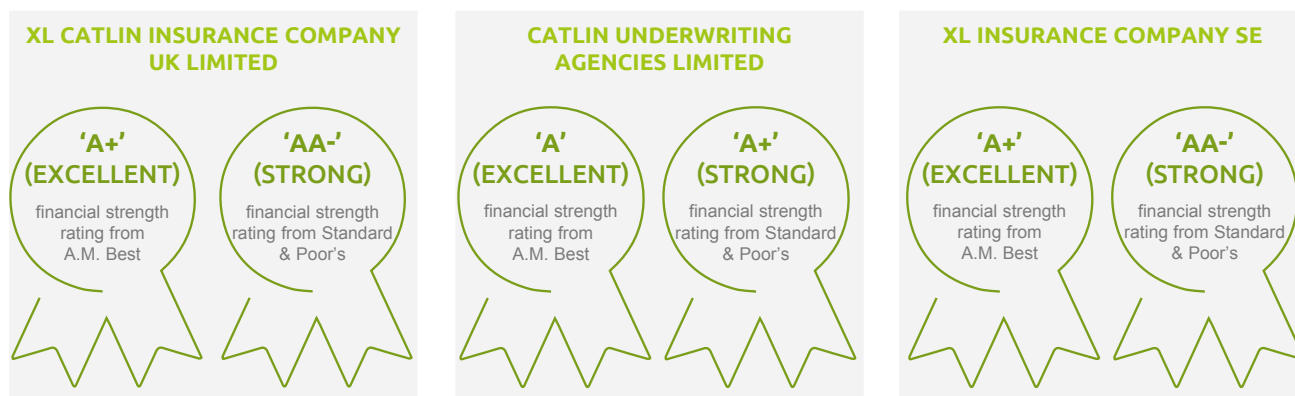 XL CATLIN INSURANCE COMPANY
UK LIMITED
‘A+’
(EXCELLENT)
financial strength
rating from
A.M. Best
‘AA-’
(STRONG)
financial strength
rating from Standard
& Poor’s
CATLIN UNDERWRITING
AGENCIES LIMITED
‘A’
(EXCELLENT)
financial strength
rating from
A.M. Best
‘A+’
(STRONG)
financial strength
rating from Standard
& Poor’s
XL INSURANCE COMPANY SE
‘A+’
(EXCELLENT)
financial strength
rating from
A.M. Best
‘AA-’
(STRONG)
financial strength
rating from Standard
& Poor’s